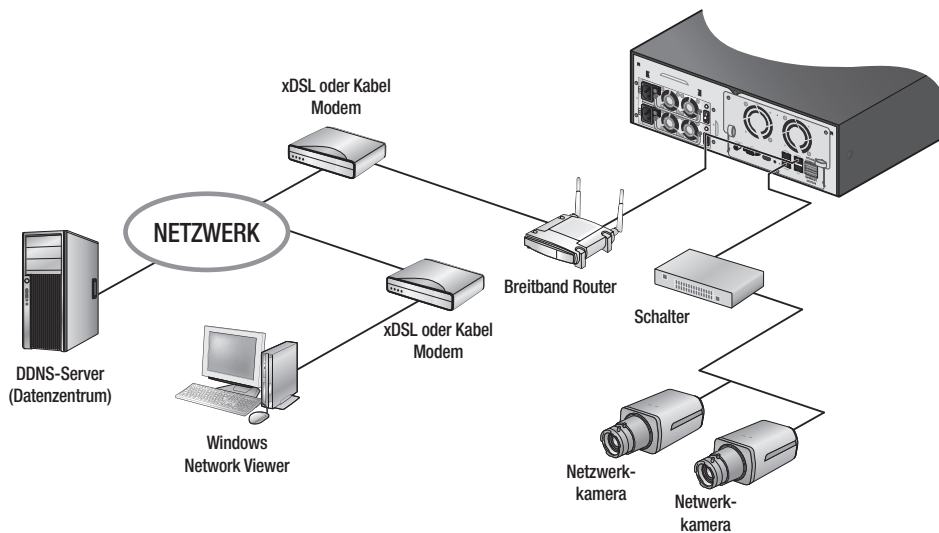 xDSL oder Kabel
Modem
NETZWERK
Breitband Router
Schalter
xDSL oder Kabel
Modem
DDNS-Server
(Datenzentrum)
Windows
Network Viewer
Netzwerk-
kamera
Netwerk-
kamera